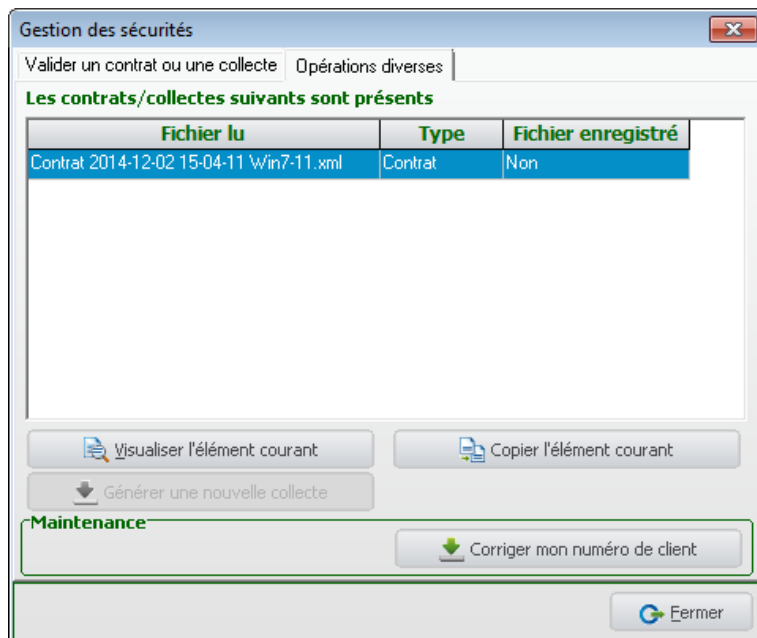 Gestion des sécurités
Valider un contrat ou une collecte Opérations diverses
Les contrats/collectes suivants sont présents
Fichier lu Type Fichier enregistré
Contrat 2014-12-02 15-04-11 Win7-11.xml Contrat Non
Visualiser l'élément courant Copier l'élément courant
Générer une nouvelle collecte
Maintenance
Corriger mon numéro de client
Fermer